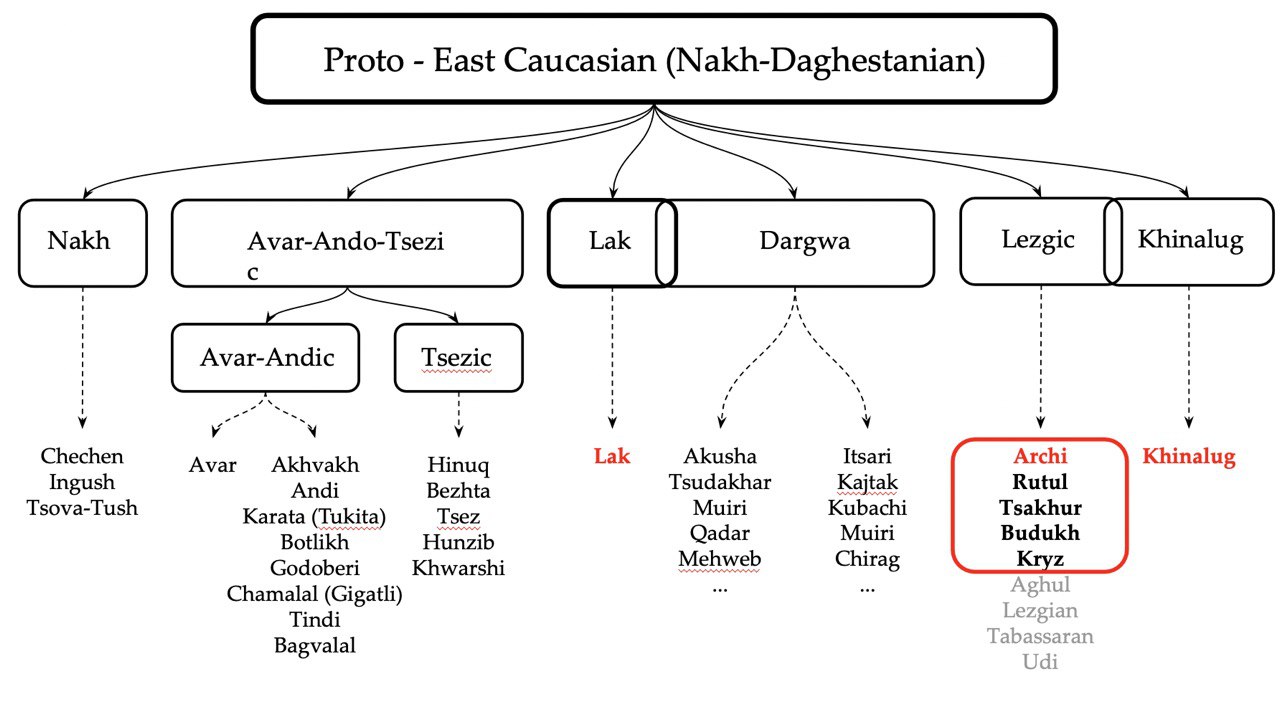 Proto - East Caucasian (Nakh-Daghestanian)
Nakh
Avar-Ando-Tsezi
c
Lak
Dargwa
Lezgic
Khinalug
Avar-Andic
Tsezic
Chechen
Ingush
Tsova-Tush
Avar
Akhvakh
Andi
Karata (Tukita)
Botlikh
Godoberi
Chamalal (Gigatli)
Tindi
Bagvalal
Hinuq
Bezhta
Tsez
Hunzib
Khwarshi
Lak
Akusha
Tsudakhar
Muiri
Qadar
Mehweb
...
Itsari
Kajtak
Kubachi
Muiri
Chirag
...
Archi
Rutul
Tsakhur
Budukh
Kryz
Aghul
Lezgian
Tabassaran
Udi
Khinalug